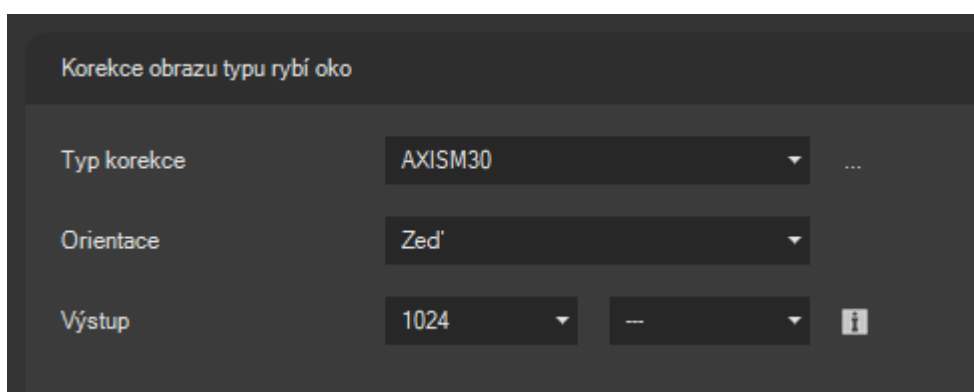 Korekce obrazu typu rybí oko
Typ korekce AXISM30 ...
Orientace Zeď
Výstup 1024 ---